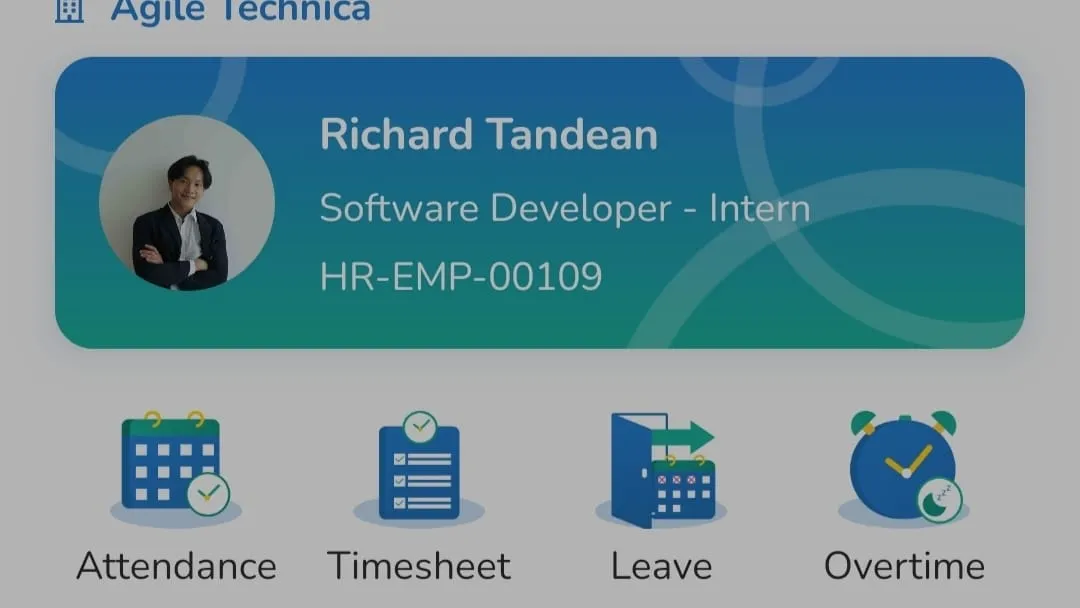 Agile Technica
Richard Tandean
Software Developer - Intern
HR-EMP-00109
Attendance
Timesheet
Leave
Overtime